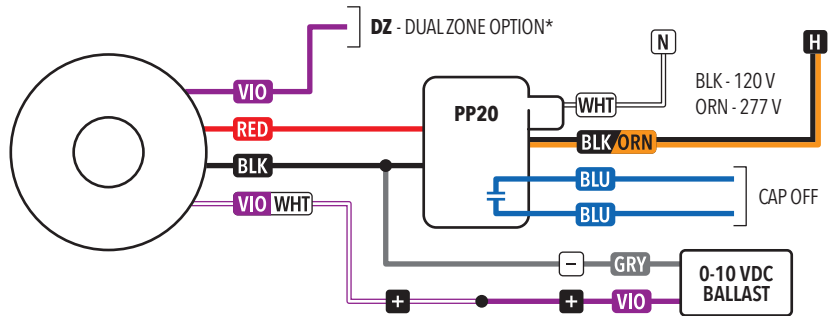 DZ - DUAL ZONE OPTION*
N
H
VIO
BLK - 120 V
ORN - 277 V
PP20
WHT
RED
BLK/ORN
BLK
BLU
CAP OFF
VIO WHT
BLU
− GRY
0-10 VDC
BALLAST
+ + VIO